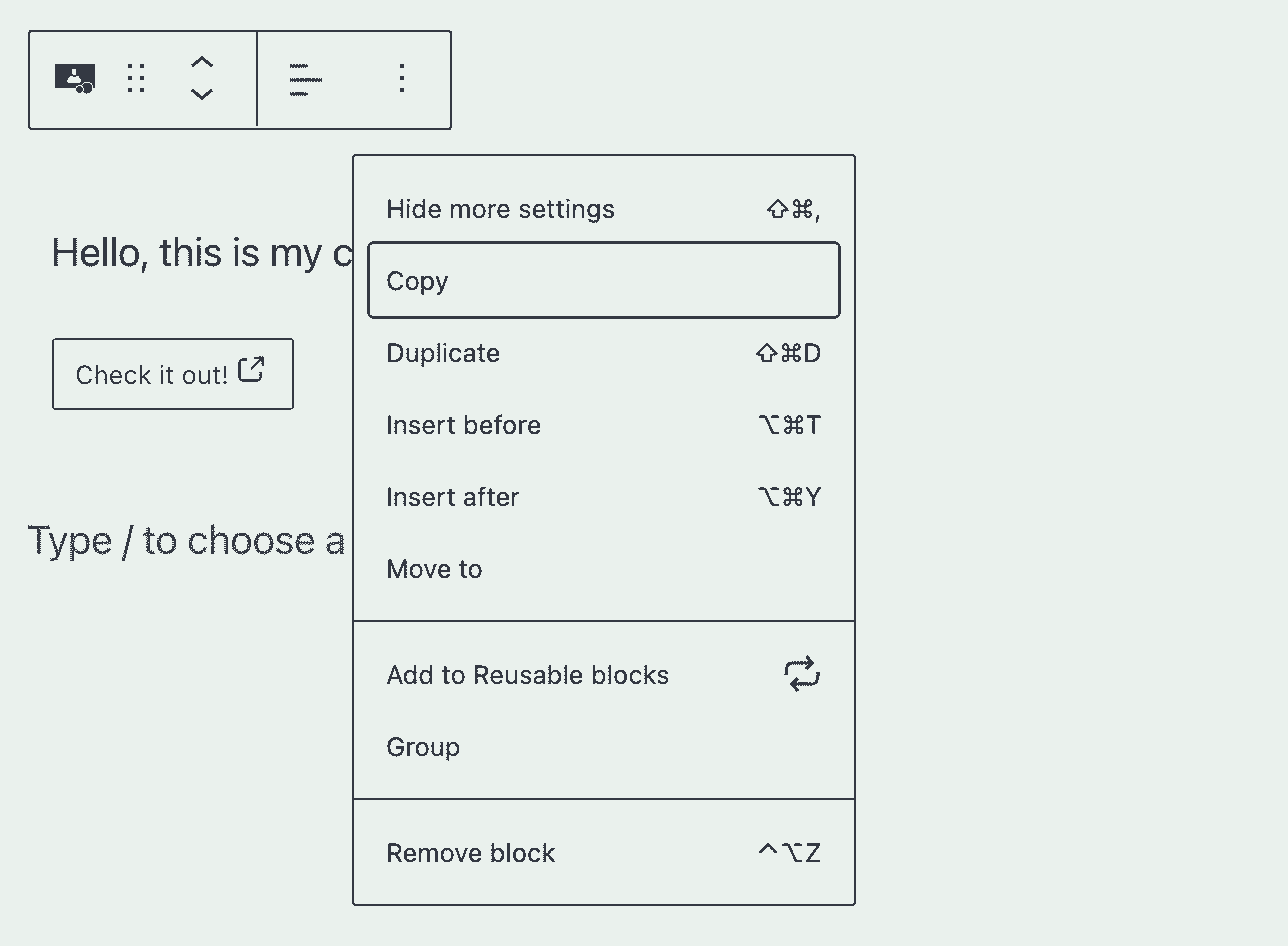 Hide more settings ⇧⌘,
Hello, this is my c
Copy
Duplicate ⇧⌘D
Check it out!
Insert before ⌥⌘T
Insert after ⌥⌘Y
Type / to choose a
Move to
Add to Reusable blocks
Group
Remove block ^⌥Z